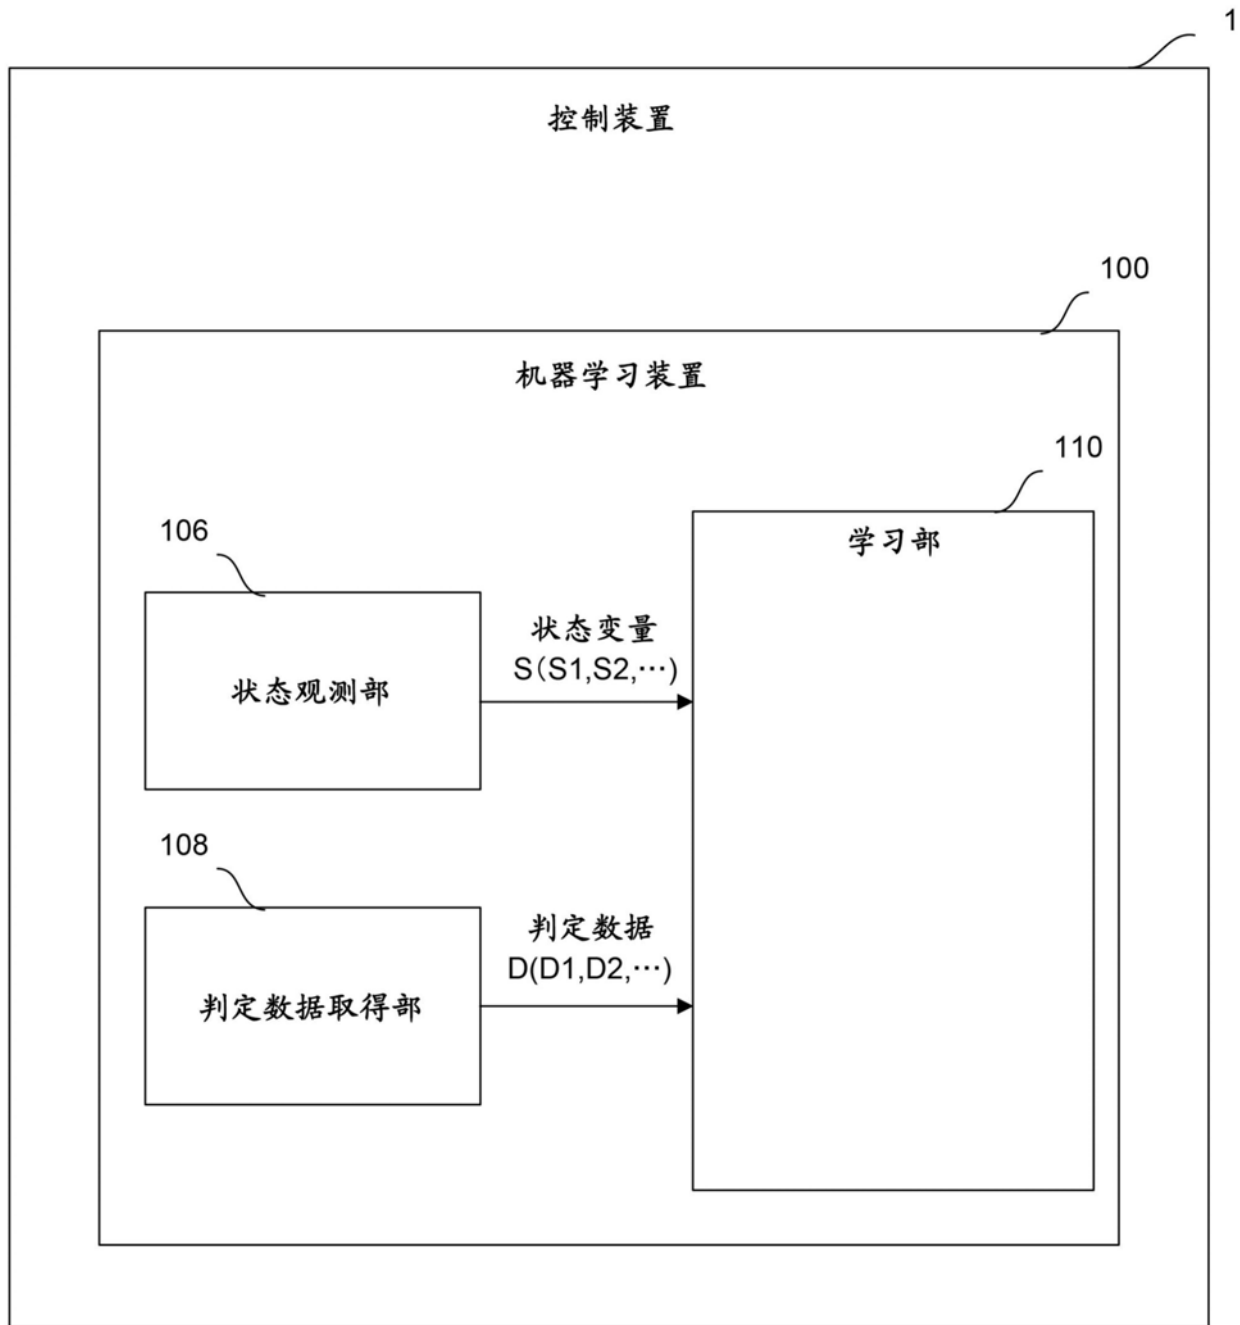 1
控制装置
100
机器学习装置
110
学习部
106
状态观测部
状态变量
S(S1,S2,…)
108
判定数据取得部
判定数据
D(D1,D2,…)